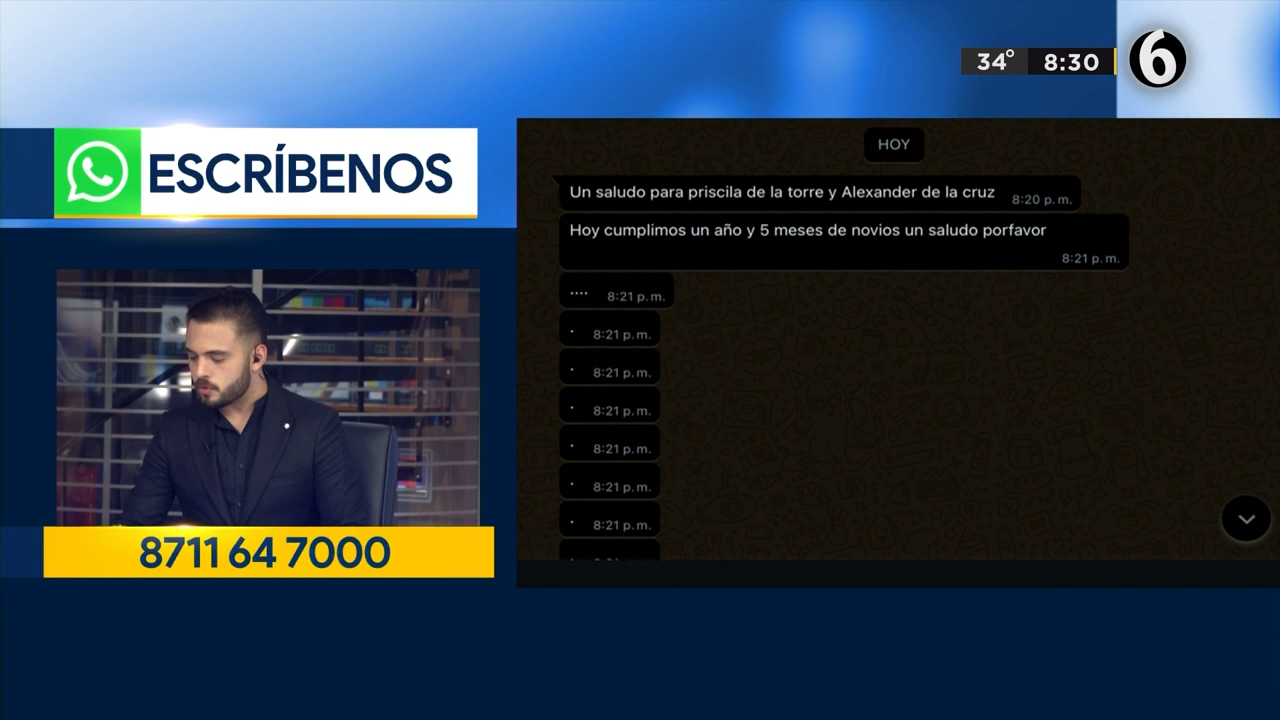 34° 8:30 6
ESCRÍBENOS
HOY
Un saludo para priscila de la torre y Alexander de la cruz 8:20 p. m.
Hoy cumplimos un año y 5 meses de novios un saludo porfavor
8:21 p. m.
.... 8:21 p. m.
. 8:21 p. m.
. 8:21 p. m.
. 8:21 p. m.
. 8:21 p. m.
. 8:21 p. m.
. 8:21 p. m.
8711 64 7000